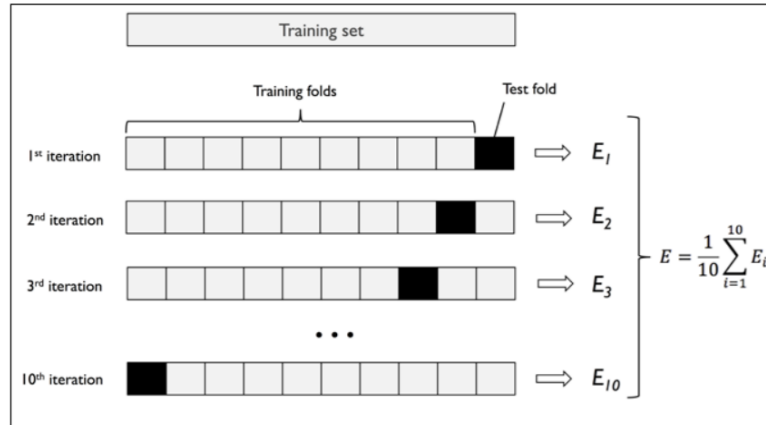 Training set
Training folds
Test fold
1st iteration
E1
2nd iteration
E2
E = 1/10 ∑_{i=1}^{10} E_i
3rd iteration
E3
• • •
10th iteration
E10